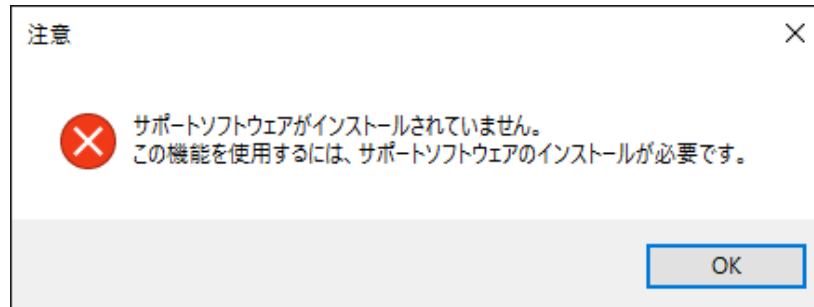 注意
サポートソフトウェアがインストールされていません。
この機能を使用するには、サポートソフトウェアのインストールが必要です。
OK